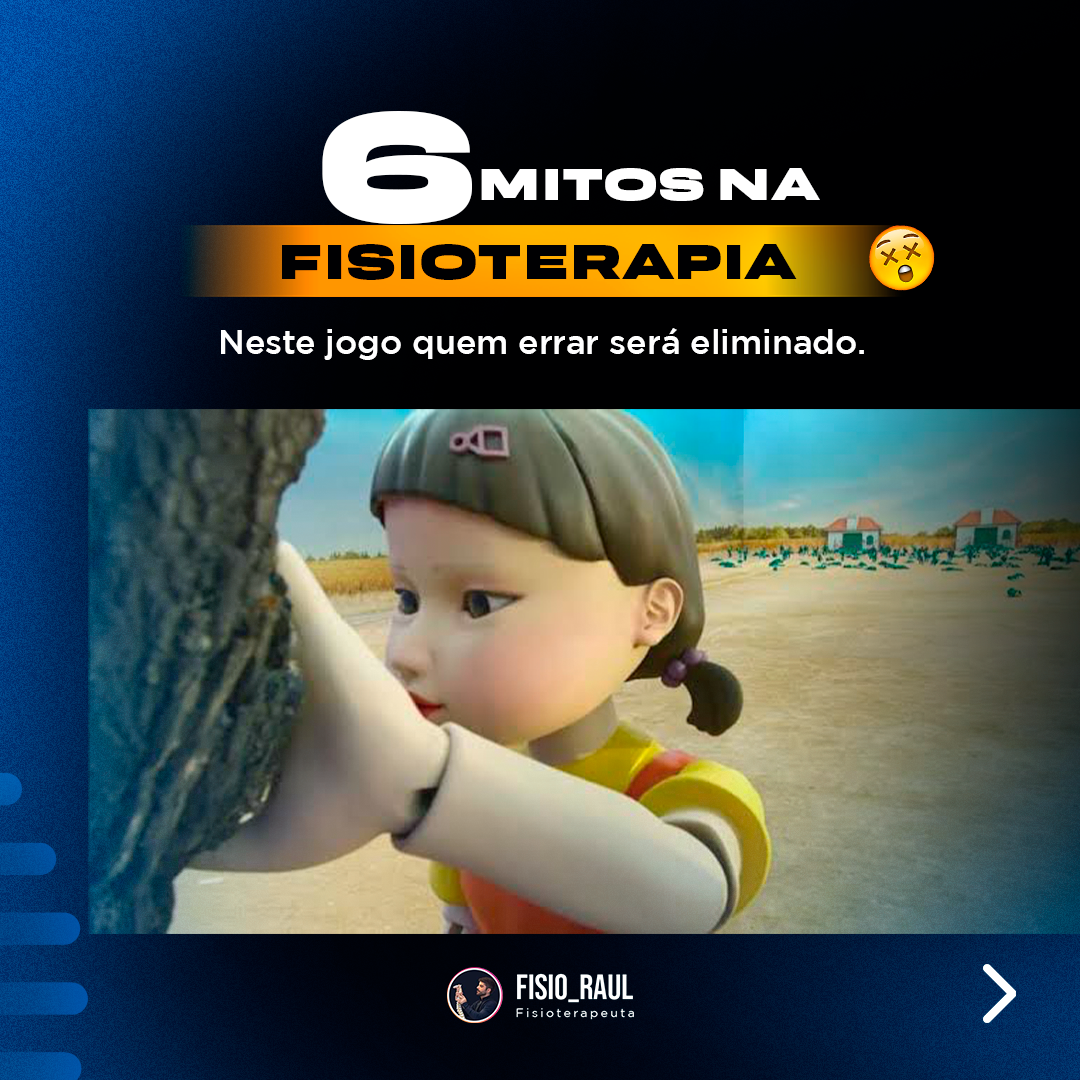 6 MITOS NA
FISIOTERAPIA
Neste jogo quem errar será eliminado.
FISIO_RAUL
Fisioterapeuta